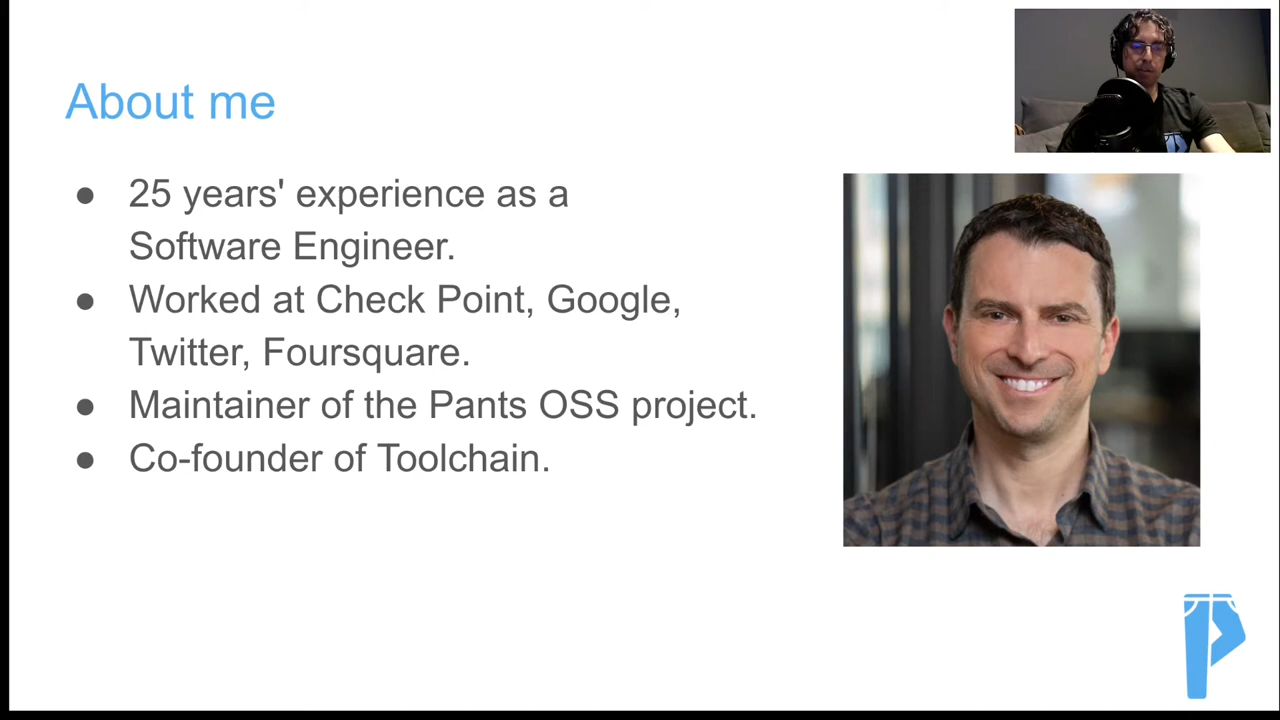 About me
● 25 years' experience as a
Software Engineer.
● Worked at Check Point, Google,
Twitter, Foursquare.
● Maintainer of the Pants OSS project.
● Co-founder of Toolchain.